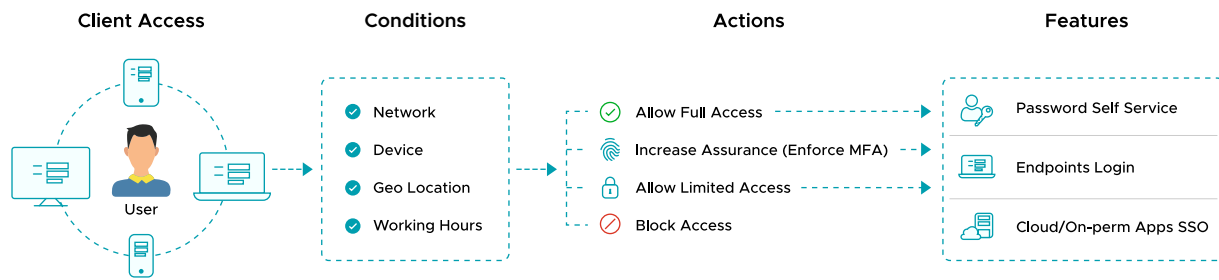 Client Access
Conditions
Actions
Features
User
Network
Device
Geo Location
Working Hours
Allow Full Access
Increase Assurance (Enforce MFA)
Allow Limited Access
Block Access
Password Self Service
Endpoints Login
Cloud/On-perm Apps SSO